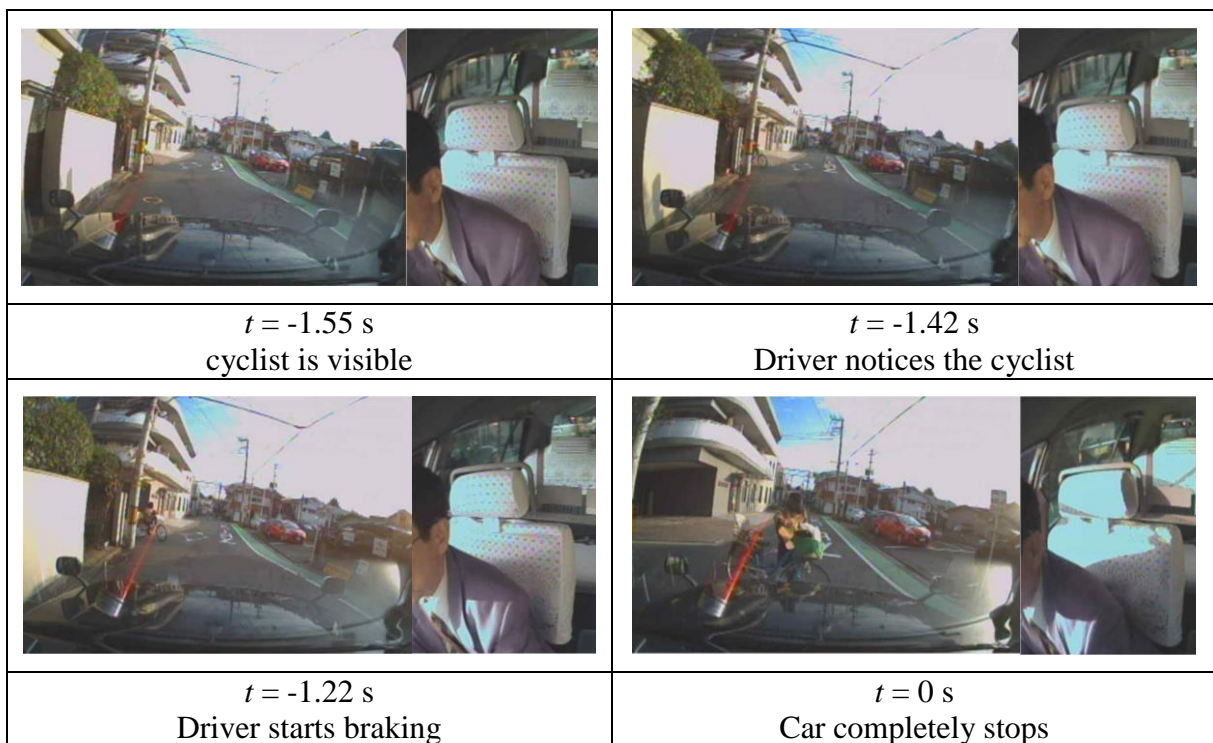 t = -1.55 s
cyclist is visible
t = -1.42 s
Driver notices the cyclist
t = -1.22 s
Driver starts braking
t = 0 s
Car completely stops